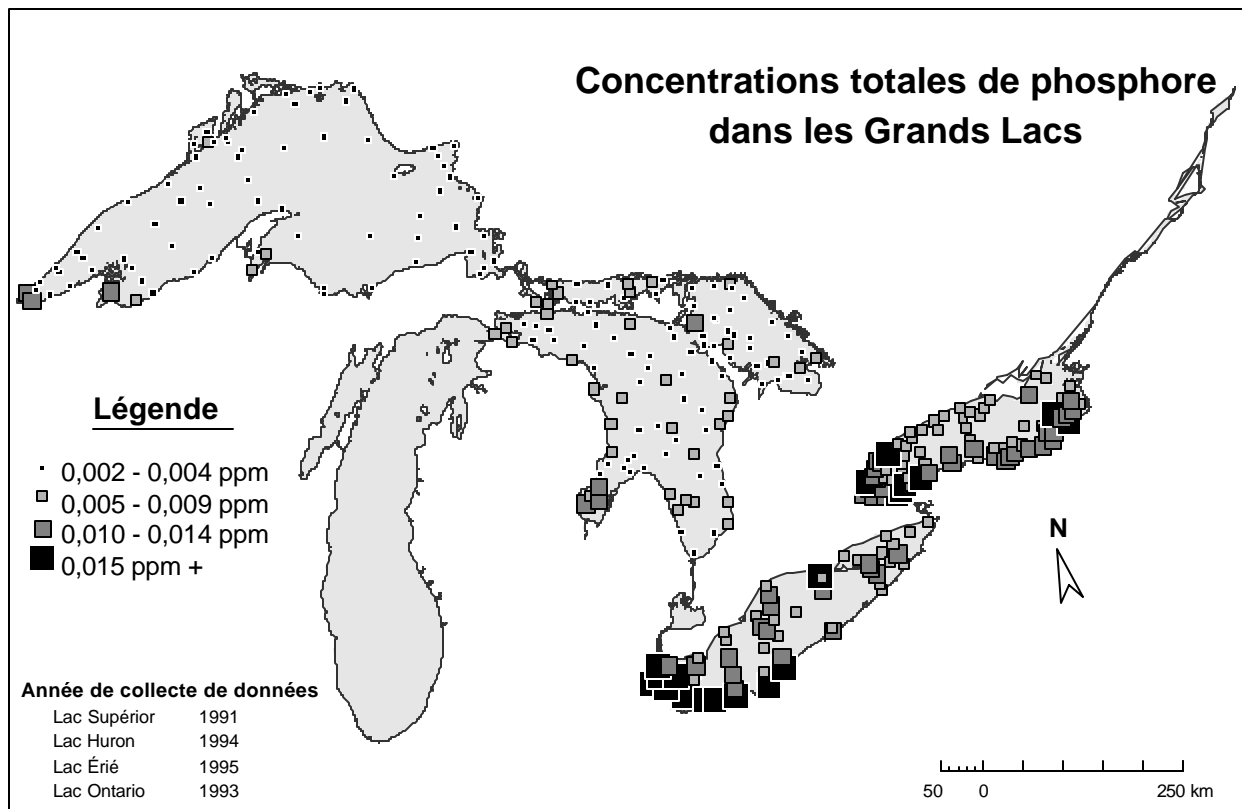 Concentrations totales de phosphore
dans les Grands Lacs
Légende
0,002 - 0,004 ppm
0,005 - 0,009 ppm
0,010 - 0,014 ppm
0,015 ppm +
N
Année de collecte de données
Lac Supérior 1991
Lac Huron 1994
Lac Érié 1995
Lac Ontario 1993
50 0 250 km